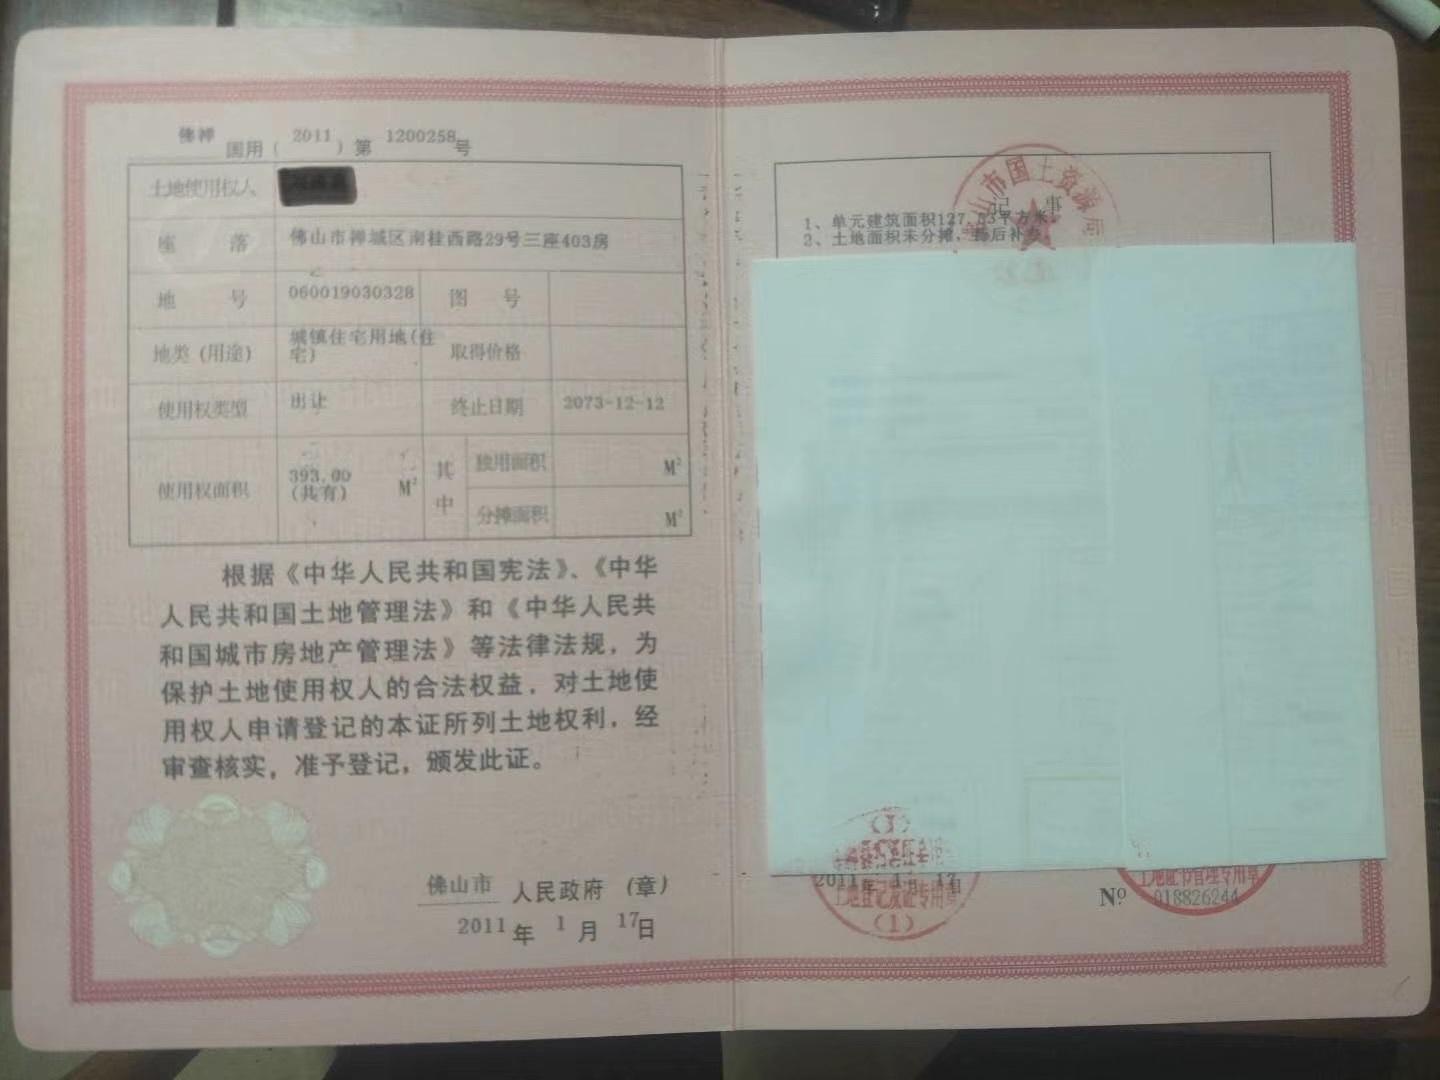 佛禅 国用（2011）第 1200258 号
土地使用权人
座 落 佛山市禅城区南桂西路29号三座403房
地 号 060019030328 图 号
地类（用途） 城镇住宅用地(住宅) 取得价格
使用权类型 出让 终止日期 2073-12-12
使用权面积 393.00 (共有) M² 其中 独用面积 M²
分摊面积 M²
根据《中华人民共和国宪法》、《中华
人民共和国土地管理法》和《中华人民共
和国城市房地产管理法》等法律法规，为
保护土地使用权人的合法权益，对土地使
用权人申请登记的本证所列土地权利，经
审查核实，准予登记，颁发此证。
佛山市 人民政府 （章）
2011 年 1 月 17 日
山市国土资源局
记 事
1、单元建筑面积127.53平方米。
2、土地面积未分摊，
(1)
2011年 1 17日
土地登记发证专用章
(1)
土地证书管理专用章
Nº 018826244